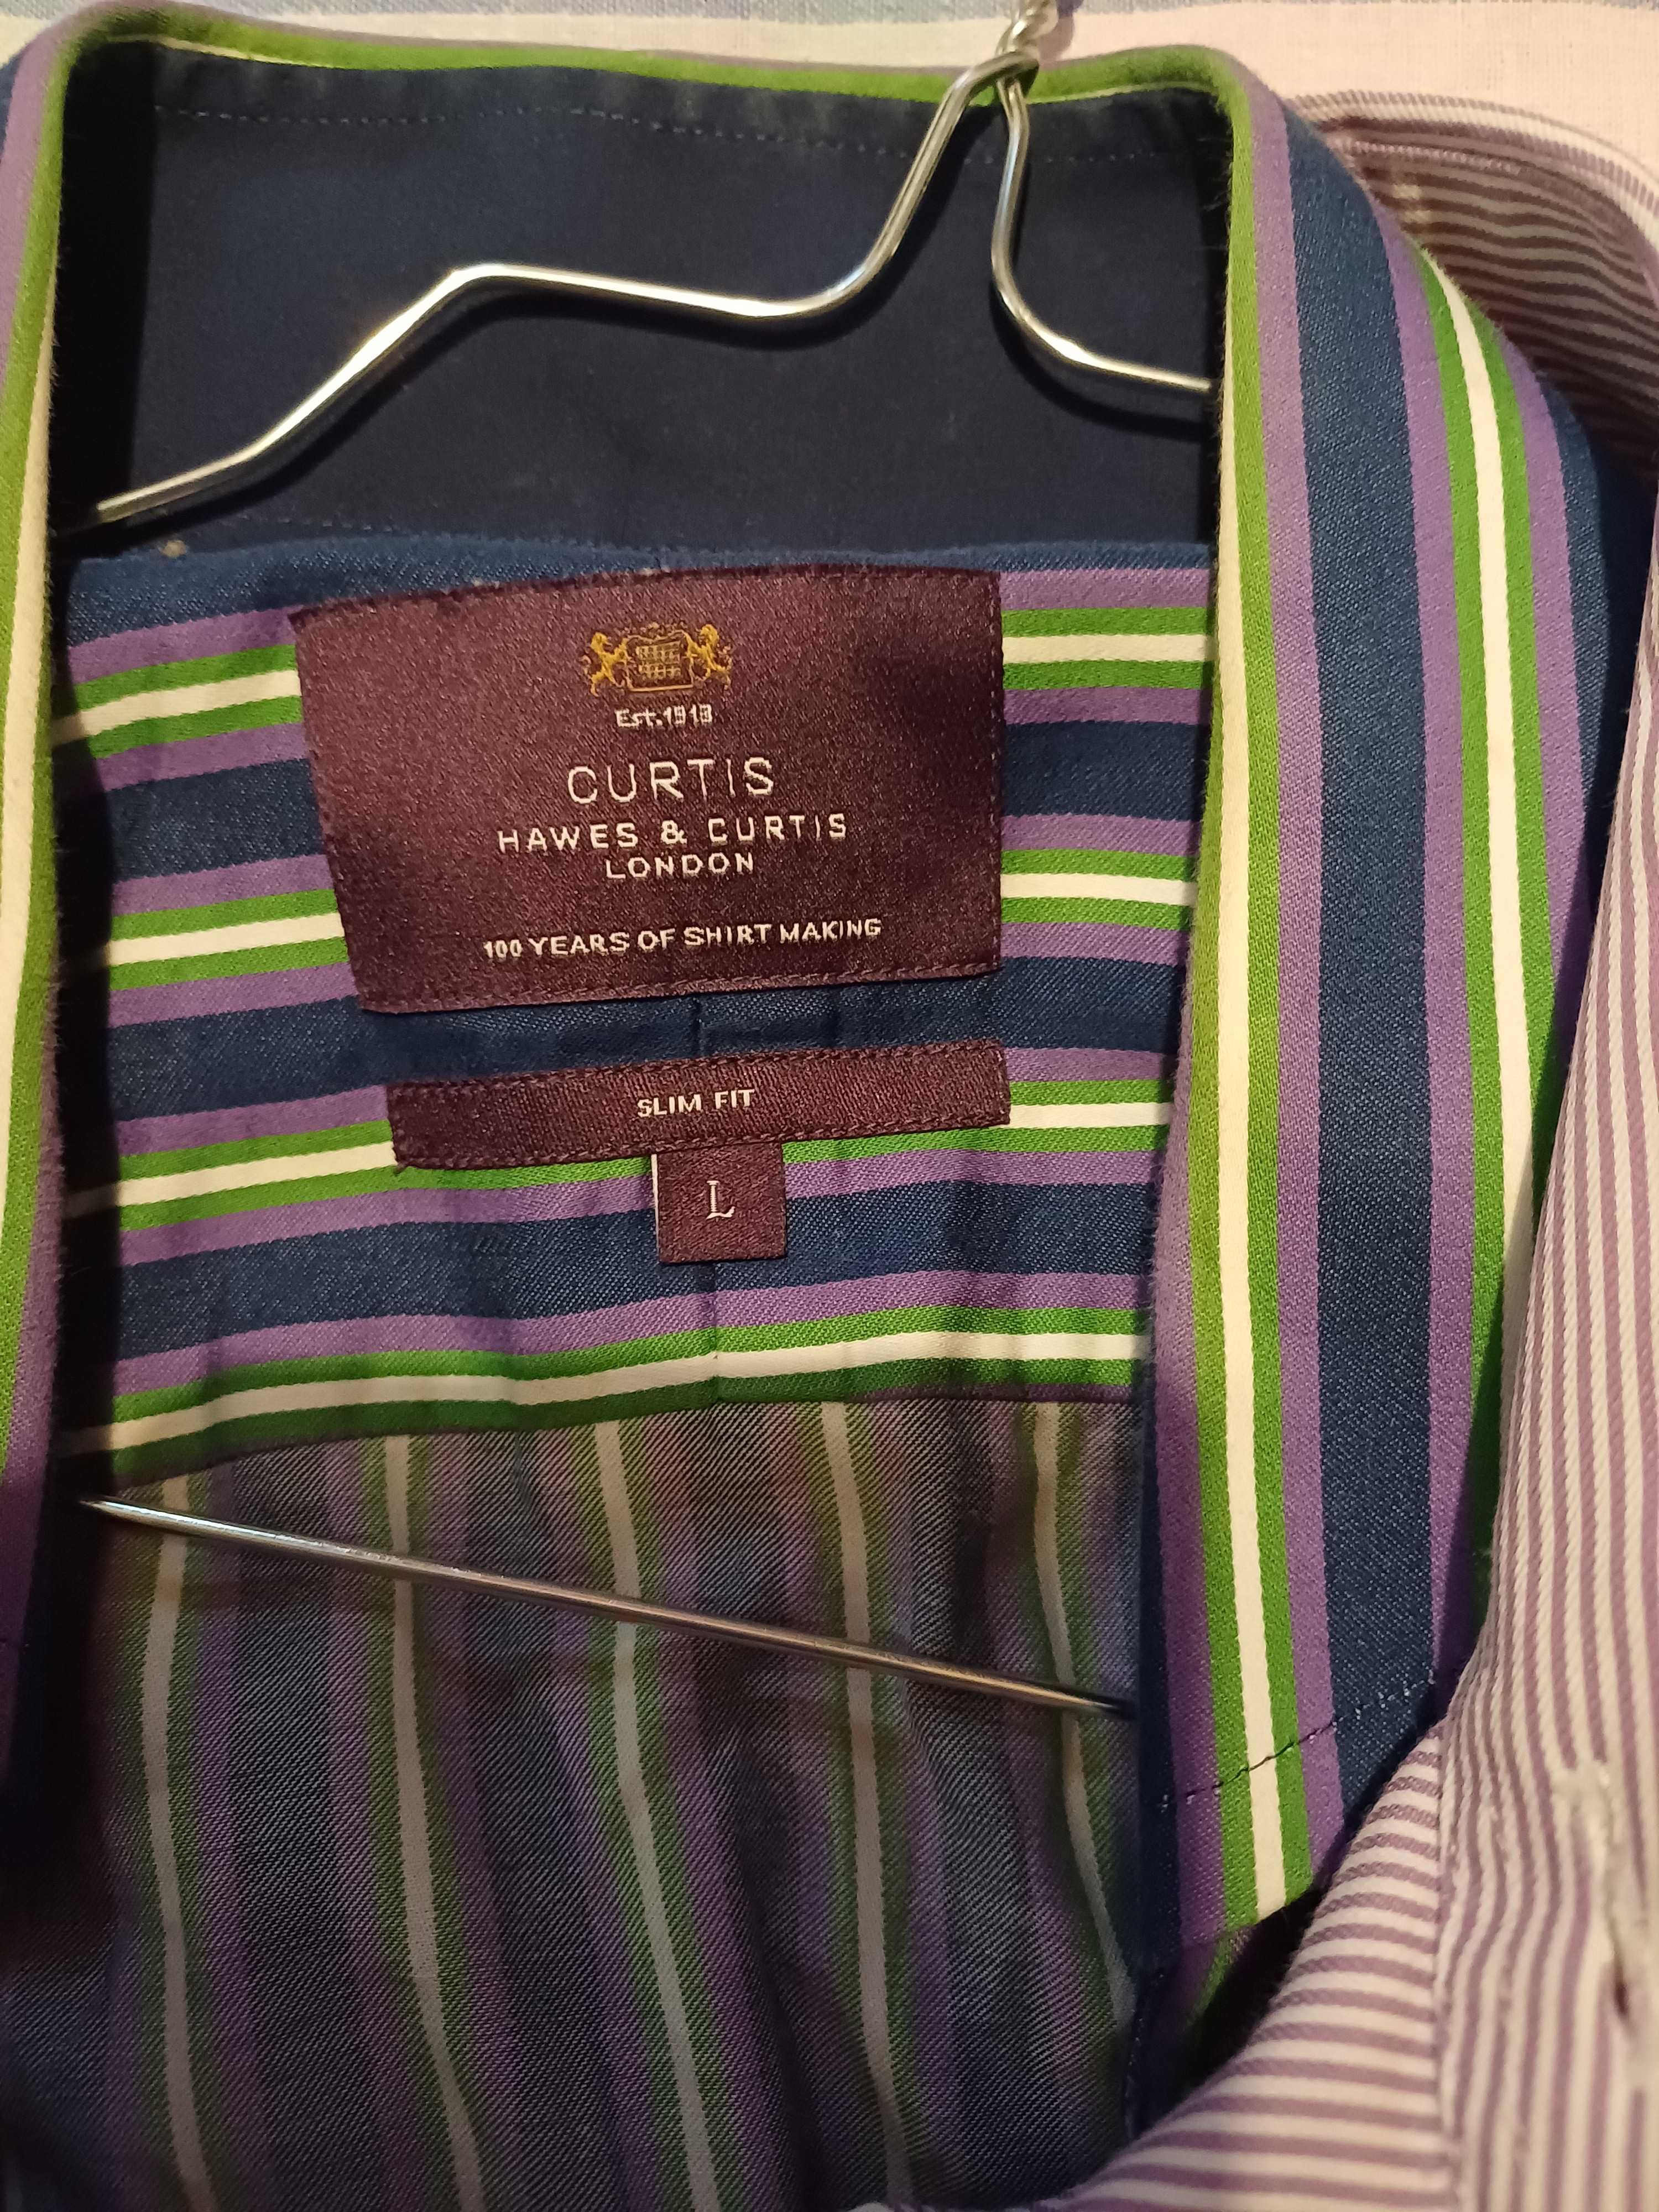 Est.1913
CURTIS
HAWES & CURTIS
LONDON
100 YEARS OF SHIRT MAKING
SLIM FIT
L